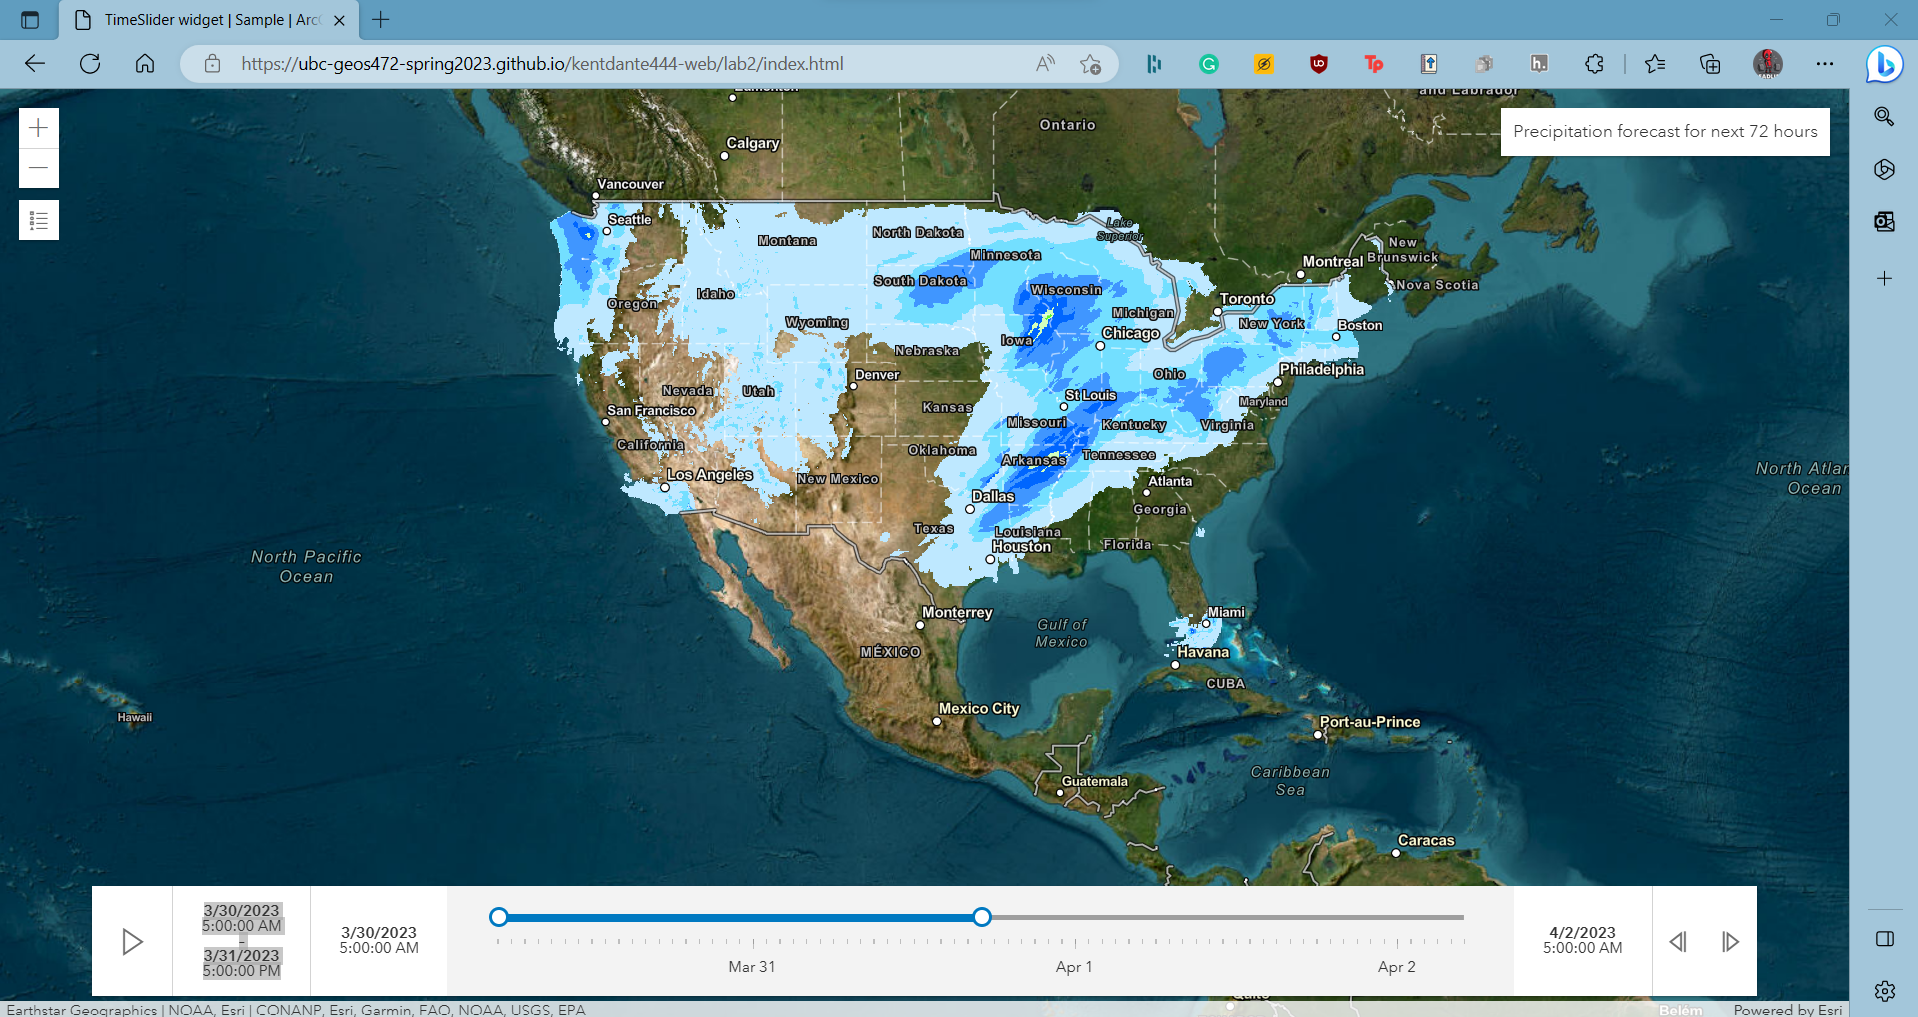 TimeSlider widget | Sample | Arc
https://ubc-geos472-spring2023.github.io/kentdante444-web/lab2/index.html
Precipitation forecast for next 72 hours
Edmonton
and Labrador
Ontario
Calgary
Vancouver
Seattle
Lake
Superior
Montana
North Dakota
Minnesota
New
Brunswick
Montreal
Nova Scotia
South Dakota
Wisconsin
Idaho
Oregon
Toronto
Michigan
Wyoming
New York
Boston
Chicago
Iowa
Nebraska
Philadelphia
Ohio
Denver
Nevada
Utah
St Louis
Maryland
Kansas
San Francisco
Missouri
Kentucky
Virginia
California
Oklahoma
Arkansas
Tennessee
Los Angeles
New Mexico
Atlanta
North Atlan
Ocean
Dallas
Georgia
Texas
Louisiana
Houston
Florida
North Pacific
Ocean
Monterrey
Miami
Gulf of
Mexico
MÉXICO
Havana
CUBA
Hawaii
Mexico City
Port-au-Prince
Caribbean
Sea
Guatemala
Caracas
3/30/2023
5:00:00 AM
-
3/31/2023
5:00:00 PM
3/30/2023
5:00:00 AM
Mar 31
Apr 1
Apr 2
4/2/2023
5:00:00 AM
Quito
Belém
Earthstar Geographics | NOAA, Esri | CONANP, Esri, Garmin, FAO, NOAA, USGS, EPA
Powered by Esri